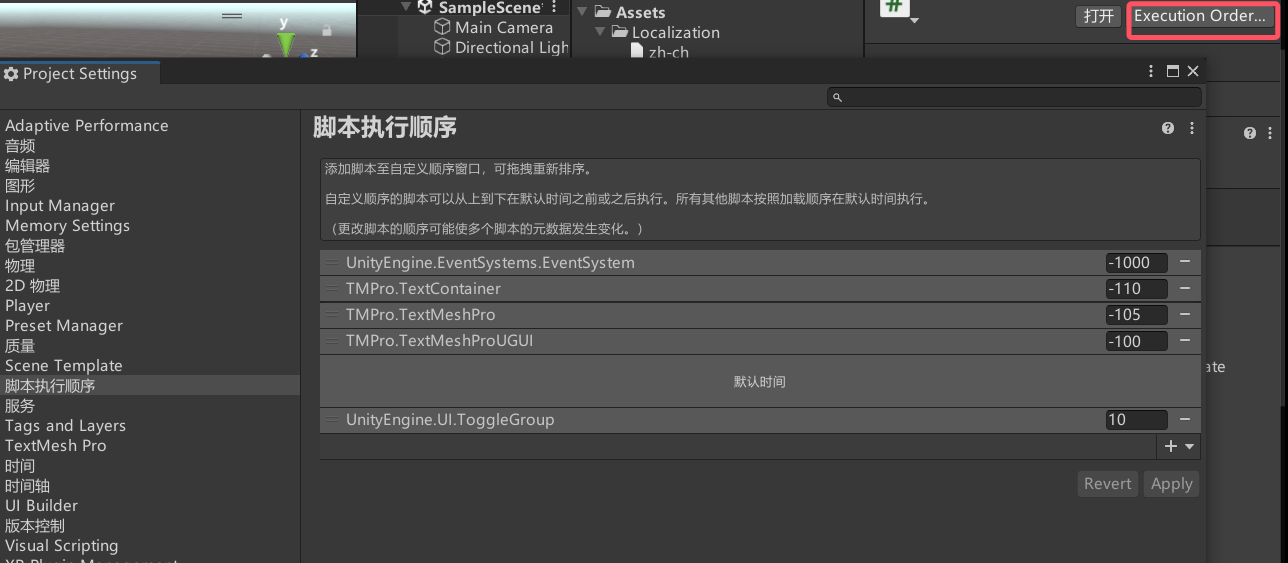 SampleScene
Main Camera
Directional Ligh
Assets
Localization
zh-ch
#
打开
Execution Order...
y
z
Project Settings
Adaptive Performance
音频
编辑器
图形
Input Manager
Memory Settings
包管理器
物理
2D 物理
Player
Preset Manager
质量
Scene Template
脚本执行顺序
服务
Tags and Layers
TextMesh Pro
时间
时间轴
UI Builder
版本控制
Visual Scripting
XR Plugin Management
脚本执行顺序
添加脚本至自定义顺序窗口，可拖拽重新排序。
自定义顺序的脚本可以从上到下在默认时间之前或之后执行。所有其他脚本按照加载顺序在默认时间执行。
（更改脚本的顺序可能使多个脚本的元数据发生变化。）
UnityEngine.EventSystems.EventSystem -1000
TMPro.TextContainer -110
TMPro.TextMeshPro -105
TMPro.TextMeshProUGUI -100
默认时间
UnityEngine.UI.ToggleGroup 10
Revert Apply
ate